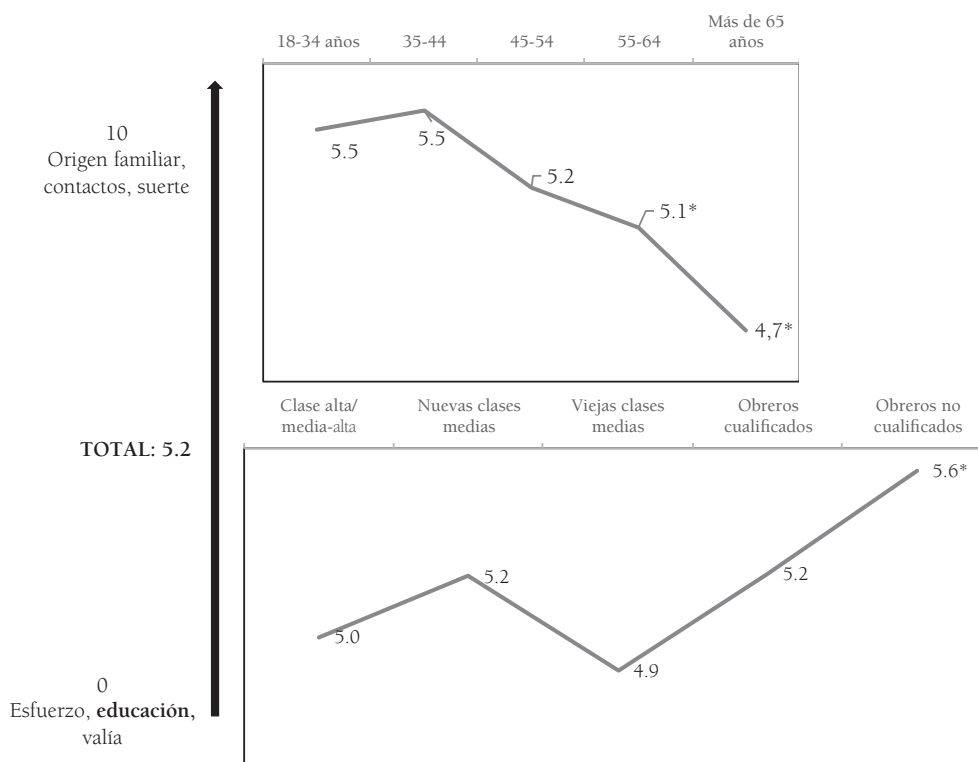 18-34 años 35-44 45-54 55-64 Más de 65
años
10
Origen familiar,
contactos, suerte
5.5 5.5
5.2
5.1*
4,7*
Clase alta/ Nuevas clases Viejas clases Obreros Obreros no
media-alta medias medias cualificados cualificados
TOTAL: 5.2
5.6*
5.2 5.2
5.0
4.9
0
Esfuerzo, educación,
valía